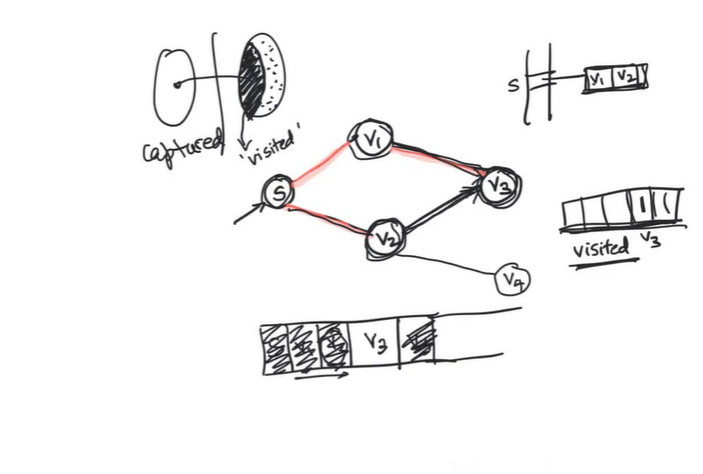 captured
'visited'
S
V1 V2
V1
S
V3
V2
V4
visited V3
V3